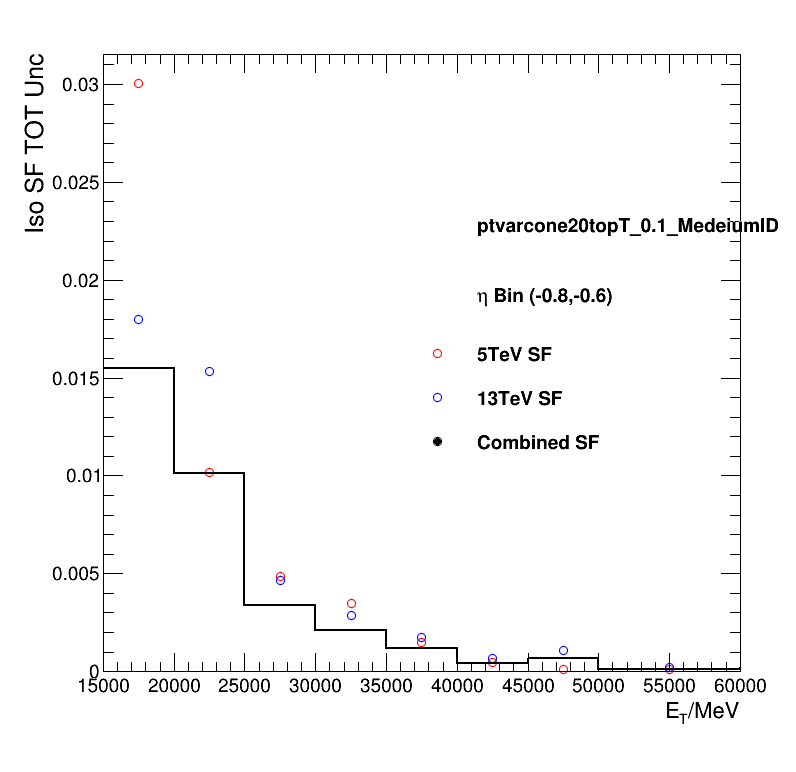 Iso SF TOT Unc
0.03
0.025
0.02
0.015
0.01
0.005
0
ptvarcone20topT_0.1_MedeiumID
η Bin (-0.8,-0.6)
5TeV SF
13TeV SF
Combined SF
15000 20000 25000 30000 35000 40000 45000 50000 55000 60000
E_T/MeV